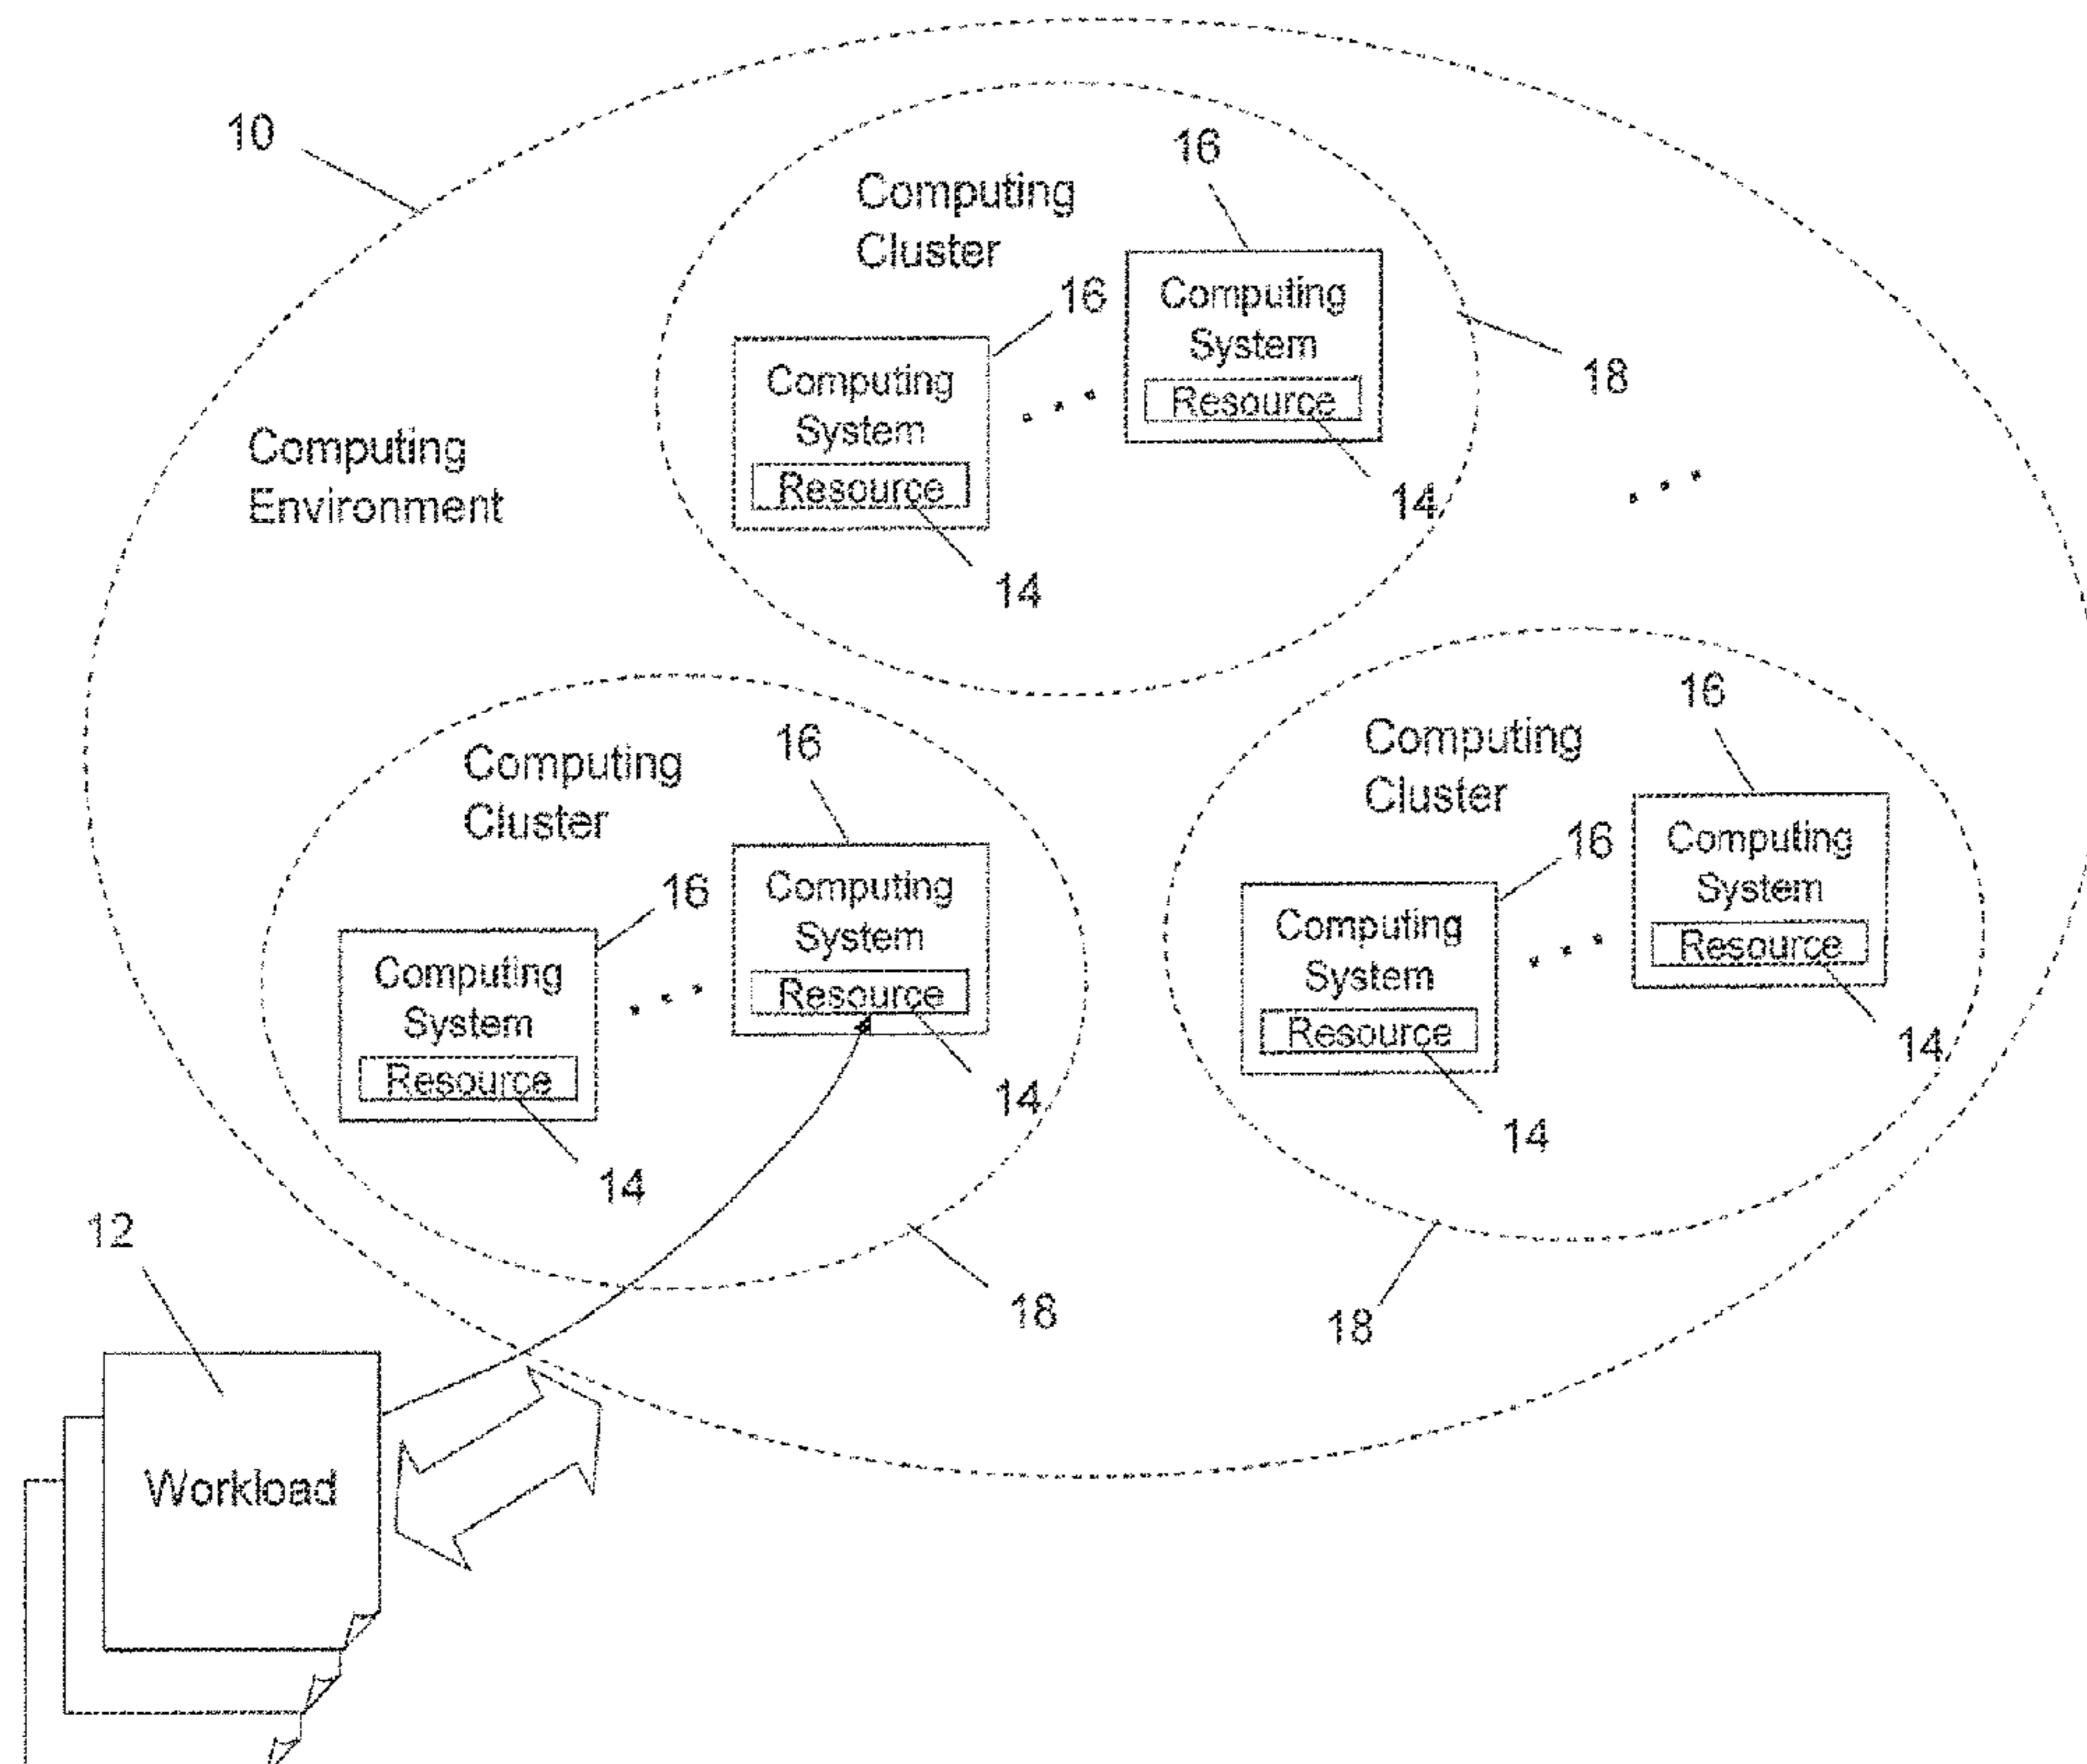 10
16
Computing
Cluster
16
Computing
System
Resource
18
Computing
System
Resource
14
14
Computing
Environment
16
Computing
Cluster
16
Computing
System
Resource
14
Computing
System
Resource
14
16
Computing
Cluster
16
Computing
System
Resource
14
Computing
System
Resource
14
18
18
12
Workload